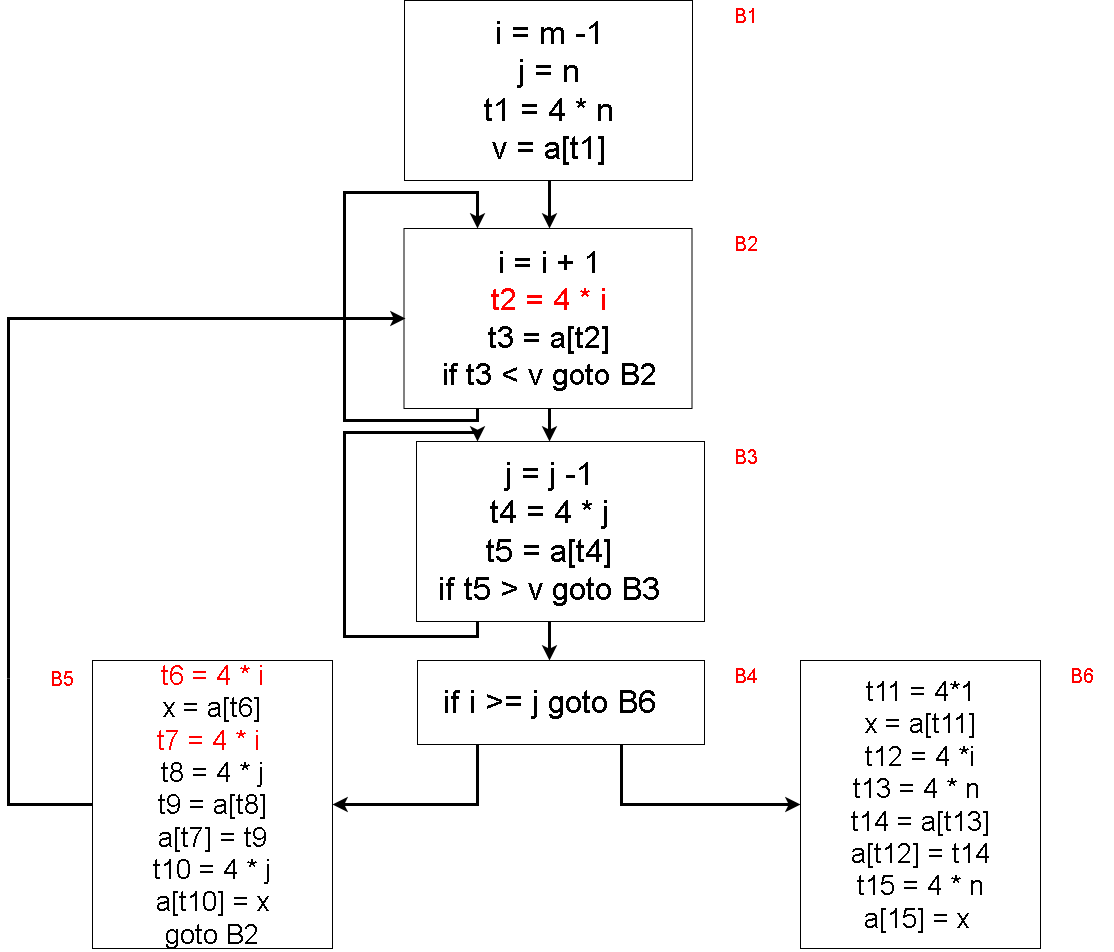 B1
i = m -1
j = n
t1 = 4 * n
v = a[t1]
B2
i = i + 1
t2 = 4 * i
t3 = a[t2]
if t3 < v goto B2
B3
j = j -1
t4 = 4 * j
t5 = a[t4]
if t5 > v goto B3
B4
if i >= j goto B6
B5
t6 = 4 * i
x = a[t6]
t7 = 4 * i
t8 = 4 * j
t9 = a[t8]
a[t7] = t9
t10 = 4 * j
a[t10] = x
goto B2
B6
t11 = 4*1
x = a[t11]
t12 = 4 *i
t13 = 4 * n
t14 = a[t13]
a[t12] = t14
t15 = 4 * n
a[15] = x